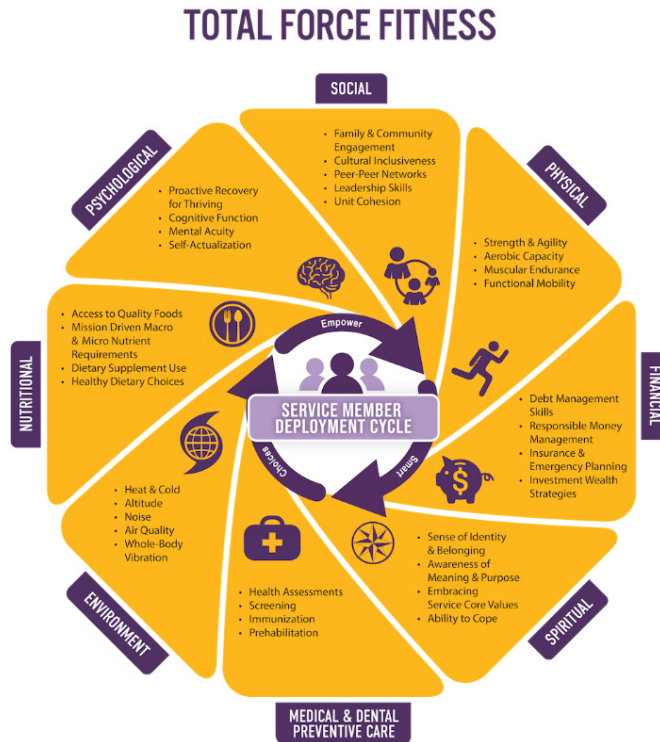 TOTAL FORCE FITNESS
SOCIAL
• Family & Community
Engagement
• Cultural Inclusiveness
• Peer-Peer Networks
• Leadership Skills
• Unit Cohesion
PHYSICAL
• Strength & Agility
• Aerobic Capacity
• Muscular Endurance
• Functional Mobility
FINANCIAL
• Debt Management
Skills
• Responsible Money
Management
• Insurance &
Emergency Planning
• Investment Wealth
Strategies
SPIRITUAL
• Sense of Identity
& Belonging
• Awareness of
Meaning & Purpose
• Embracing
Service Core Values
• Ability to Cope
MEDICAL & DENTAL
PREVENTIVE CARE
• Health Assessments
• Screening
• Immunization
• Prehabilitation
ENVIRONMENT
• Heat & Cold
• Altitude
• Noise
• Air Quality
• Whole-Body
Vibration
NUTRITIONAL
• Access to Quality Foods
• Mission Driven Macro
& Micro Nutrient
Requirements
• Dietary Supplement Use
• Healthy Dietary Choices
PSYCHOLOGICAL
• Proactive Recovery
for Thriving
• Cognitive Function
• Mental Acuity
• Self-Actualization
Empower
Smart
Choices
SERVICE MEMBER
DEPLOYMENT CYCLE
$